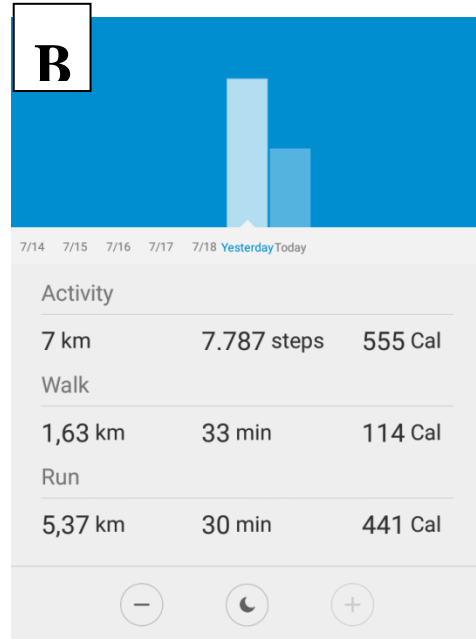 B
7/14 7/15 7/16 7/17 7/18 Yesterday Today
Activity
7 km 7.787 steps 555 Cal
Walk
1,63 km 33 min 114 Cal
Run
5,37 km 30 min 441 Cal